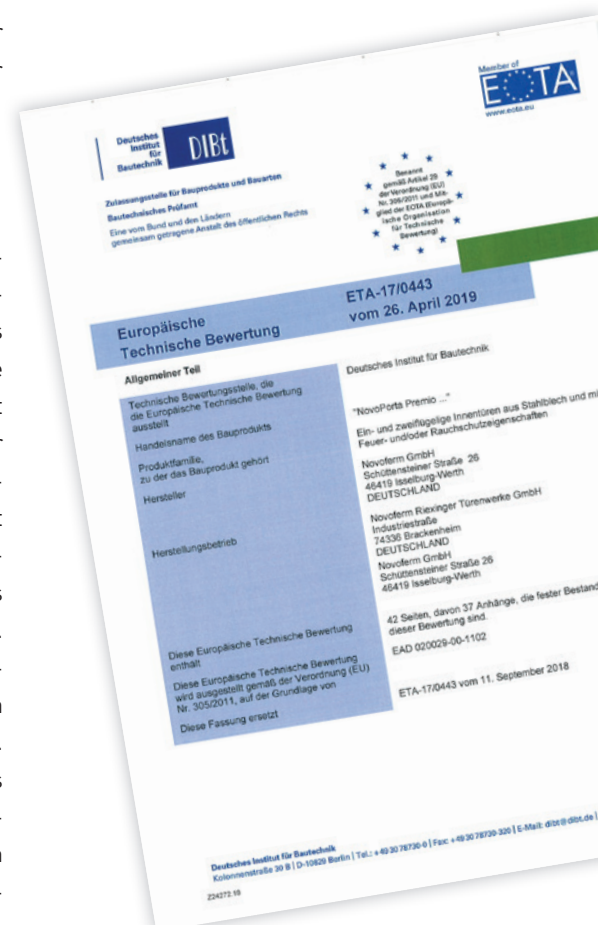 Member of
EOTA
www.eota.eu
Deutsches
Institut
für
Bautechnik
DIBt
Zulassungsstelle für Bauprodukte und Bauarten
Bautechnisches Prüfamt
Eine vom Bund und den Ländern
gemeinsam getragene Anstalt des öffentlichen Rechts
Benannt
gemäß Artikel 29
der Verordnung (EU)
Nr. 305/2011 und Mit-
glied der EOTA (Europä-
ische Organisation
für Technische
Bewertung)
Europäische
Technische Bewertung
ETA-17/0443
vom 26. April 2019
Allgemeiner Teil
Technische Bewertungsstelle, die
die Europäische Technische Bewertung
ausstellt
Deutsches Institut für Bautechnik
Handelsname des Bauprodukts
"NovoPorta Premio ..."
Produktfamilie,
zu der das Bauprodukt gehört
Ein- und zweiflügelige Innentüren aus Stahlblech und mi
Feuer- und/oder Rauchschutzeigenschaften
Hersteller
Novoferm GmbH
Schüttensteiner Straße 26
46419 Isselburg-Werth
DEUTSCHLAND
Herstellungsbetrieb
Novoferm Riexinger Türenwerke GmbH
Industriestraße
74336 Brackenheim
DEUTSCHLAND
Novoferm GmbH
Schüttensteiner Straße 26
46419 Isselburg-Werth
Diese Europäische Technische Bewertung
enthält
42 Seiten, davon 37 Anhänge, die fester Bestand
dieser Bewertung sind.
Diese Europäische Technische Bewertung
wird ausgestellt gemäß der Verordnung (EU)
Nr. 305/2011, auf der Grundlage von
EAD 020029-00-1102
Diese Fassung ersetzt
ETA-17/0443 vom 11. September 2018
Deutsches Institut für Bautechnik
Kolonnenstraße 30 B | D-10829 Berlin | Tel.: +49 30 78730-0 | Fax: +49 30 78730-320 | E-Mail: dibt@dibt.de |
Z24272.19